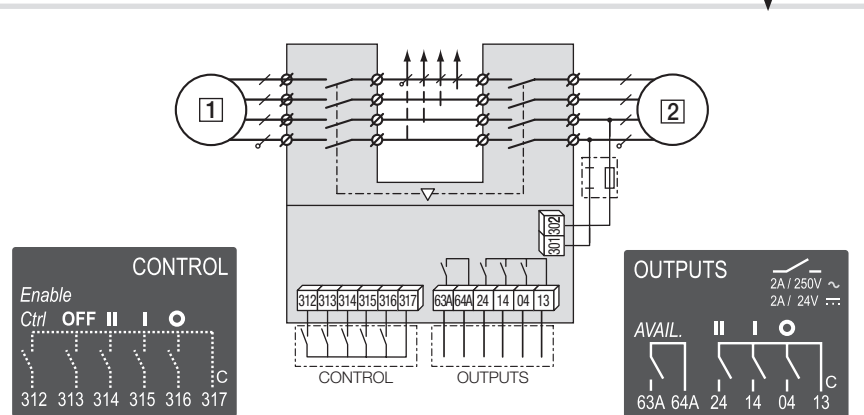 1
2
302
301
312 313 314 315 316 317
63A 64A 24 14 04 13
CONTROL
OUTPUTS
CONTROL
Enable
Ctrl OFF II I O
C
312 313 314 315 316 317
OUTPUTS
2A / 250V ~
2A / 24V ⎓
AVAIL. II I O
C
63A 64A 24 14 04 13